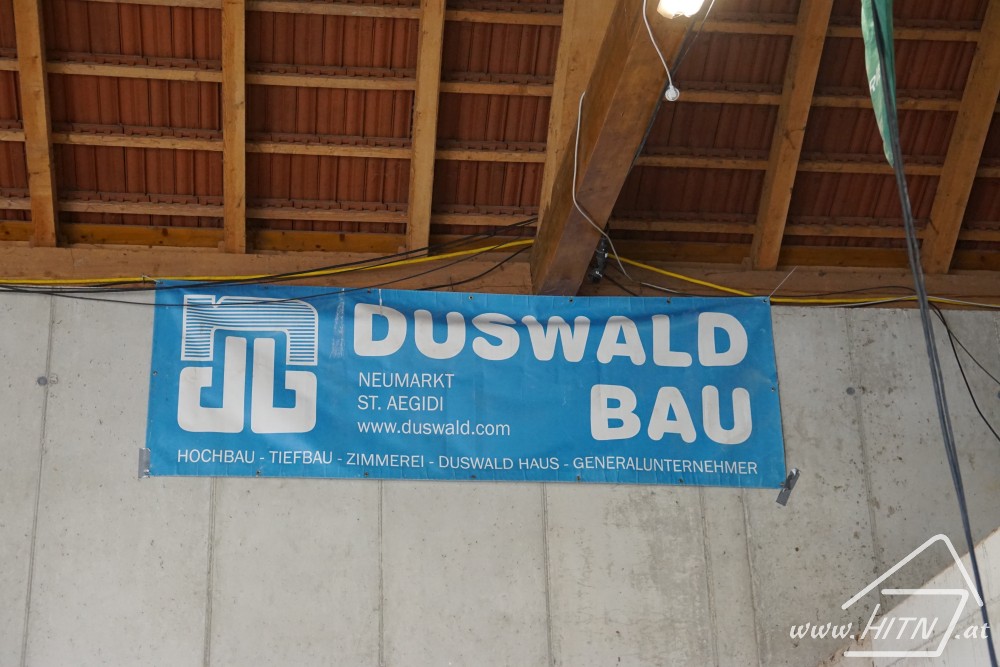 DUSWALD
BAU
NEUMARKT
ST. AEGIDI
www.duswald.com
HOCHBAU - TIEFBAU - ZIMMEREI - DUSWALD HAUS - GENERALUNTERNEHMER
www.HITN.at